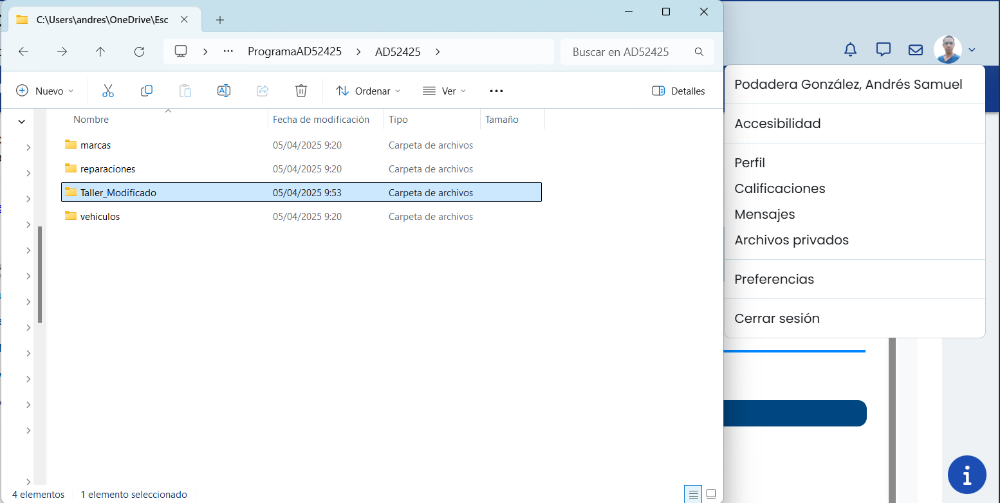 C:\Users\andres\OneDrive\Esc
ProgramaAD52425
AD52425
Buscar en AD52425
Nuevo
Ordenar
Ver
Detalles
Nombre
Fecha de modificación
Tipo
Tamaño
marcas
05/04/2025 9:20
Carpeta de archivos
reparaciones
05/04/2025 9:20
Carpeta de archivos
Taller_Modificado
05/04/2025 9:53
Carpeta de archivos
vehiculos
05/04/2025 9:20
Carpeta de archivos
4 elementos
1 elemento seleccionado
Podadera González, Andrés Samuel
Accesibilidad
Perfil
Calificaciones
Mensajes
Archivos privados
Preferencias
Cerrar sesión
i